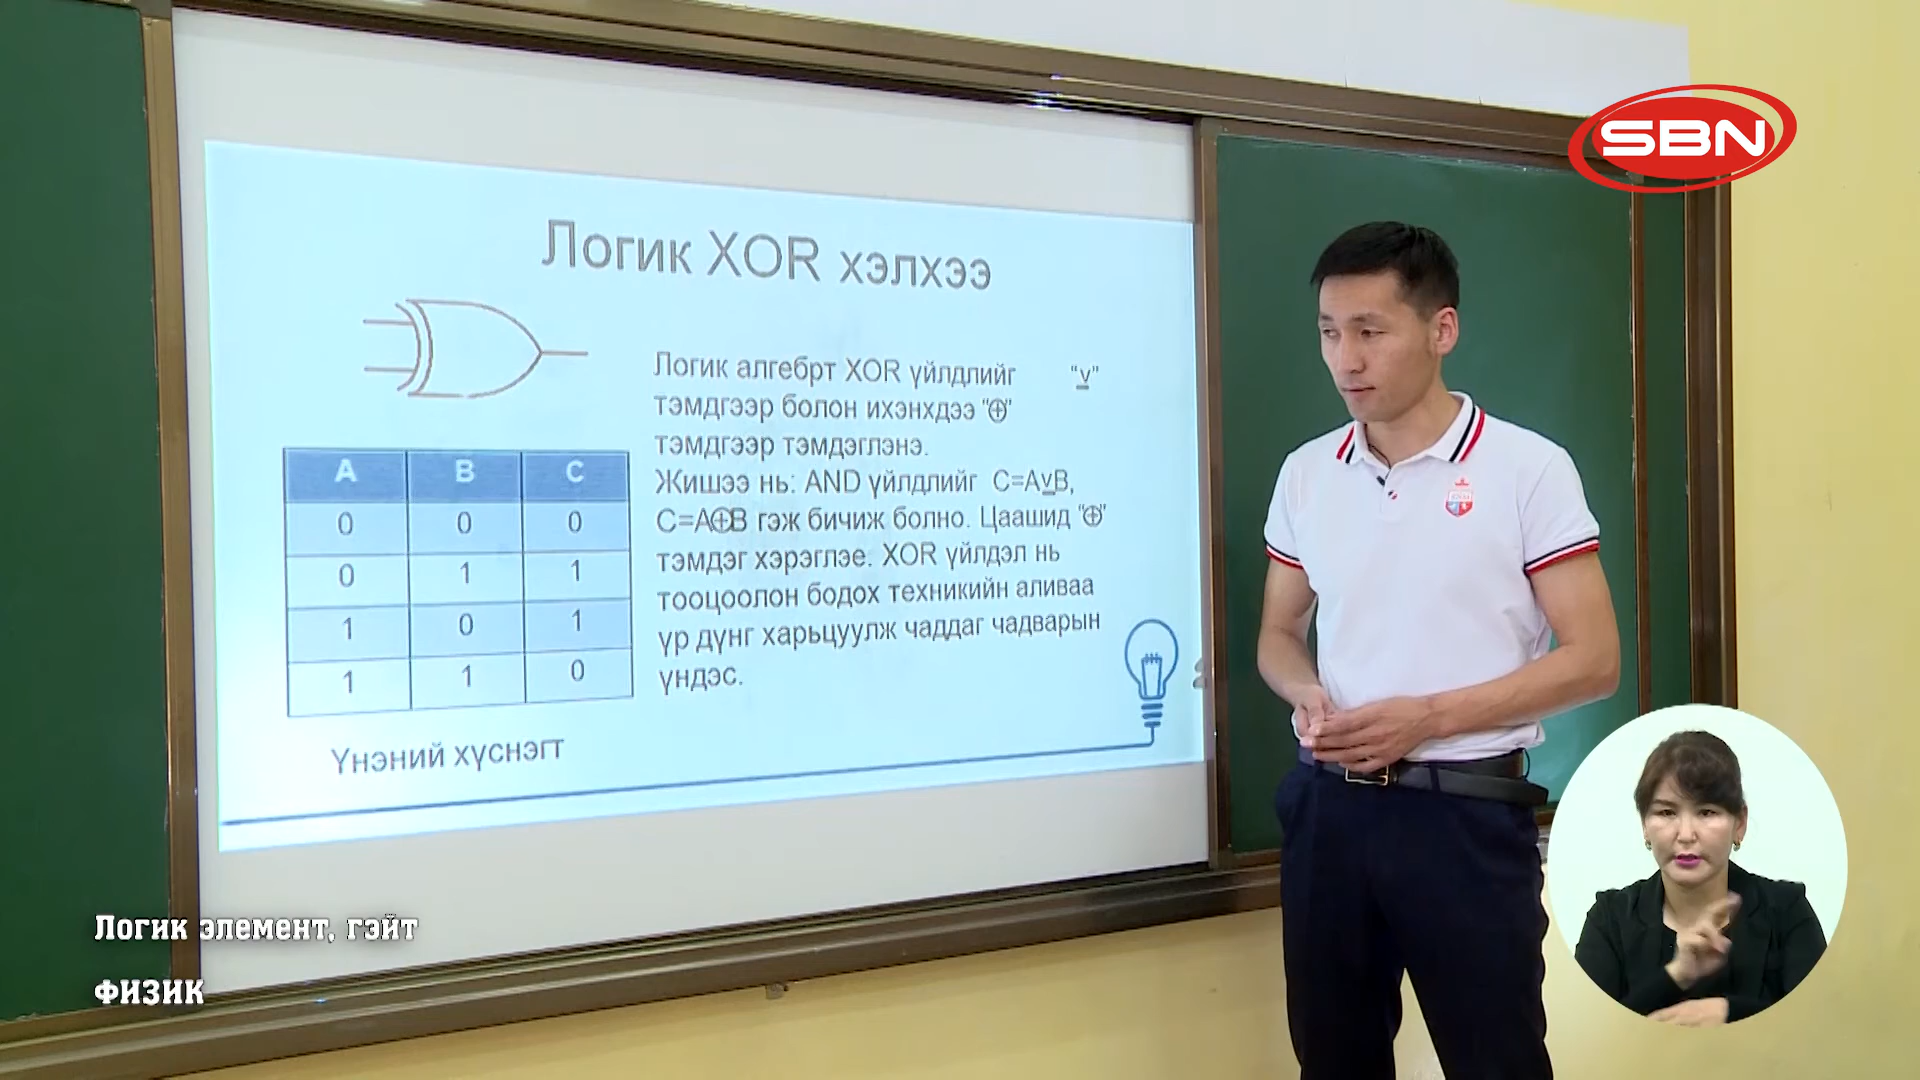 SBN
Логик XOR хэлхээ
Логик алгебрт XOR үйлдлийг "v̲"
тэмдгээр болон ихэнхдээ "⊕"
тэмдгээр тэмдэглэнэ.
Жишээ нь: AND үйлдлийг C=Av̲B,
C=A⊕B гэж бичиж болно. Цаашид "⊕"
тэмдэг хэрэглэе. XOR үйлдэл нь
тооцоолон бодох техникийн аливаа
үр дүнг харьцуулж чаддаг чадварын
үндэс.
A B C
0 0 0
0 1 1
1 0 1
1 1 0
Үнэний хүснэгт
Логик элемент, гэйт
ФИЗИК